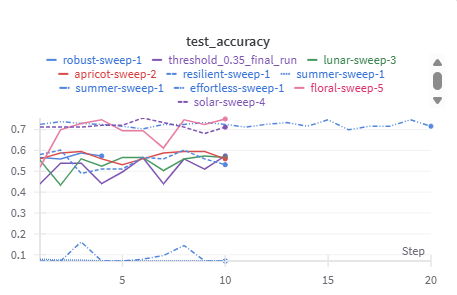 test_accuracy
robust-sweep-1 threshold_0.35_final_run lunar-sweep-3
apricot-sweep-2 resilient-sweep-1 summer-sweep-1
summer-sweep-1 effortless-sweep-1 floral-sweep-5
solar-sweep-4
0.7
0.6
0.5
0.4
0.3
0.2
0.1
Step
5 10 15 20